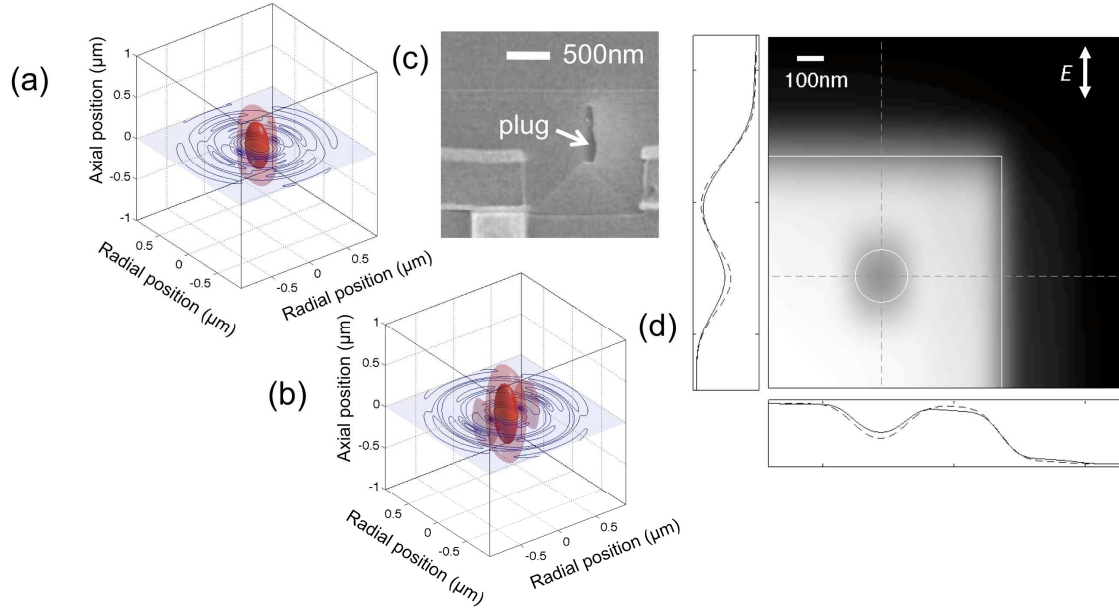 (a)
Axial position (µm)
1
0.5
0
-0.5
-1
0.5
0
-0.5
Radial position (µm)
-0.5
0
0.5
Radial position (µm)
(b)
Axial position (µm)
1
0.5
0
-0.5
-1
0.5
0
-0.5
Radial position (µm)
-0.5
0
0.5
Radial position (µm)
(c)
500nm
plug
(d)
100nm
E